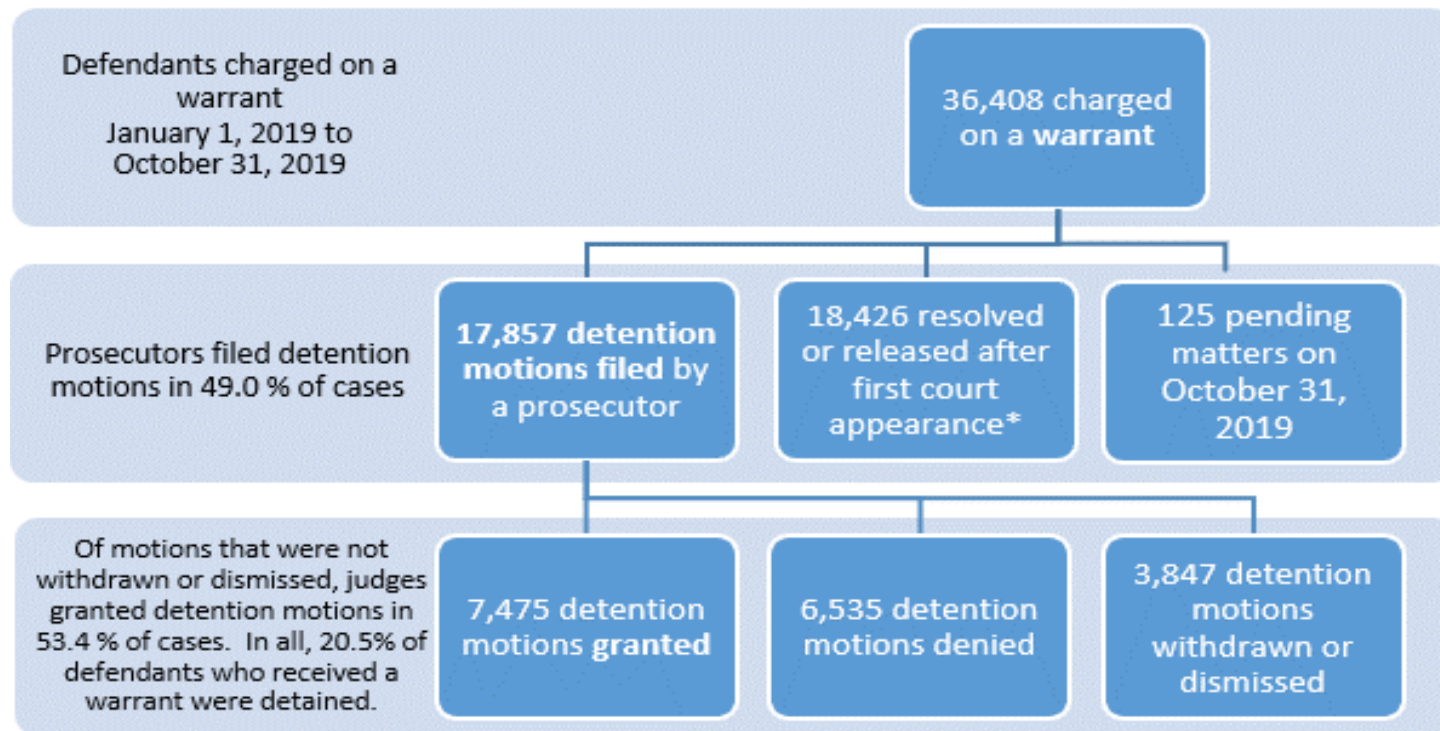 Defendants charged on a
warrant
January 1, 2019 to
October 31, 2019
36,408 charged
on a warrant
Prosecutors filed detention
motions in 49.0 % of cases
17,857 detention
motions filed by
a prosecutor
18,426 resolved
or released after
first court
appearance*
125 pending
matters on
October 31,
2019
Of motions that were not
withdrawn or dismissed, judges
granted detention motions in
53.4 % of cases.  In all, 20.5% of
defendants who received a
warrant were detained.
7,475 detention
motions granted
6,535 detention
motions denied
3,847 detention
motions
withdrawn or
dismissed